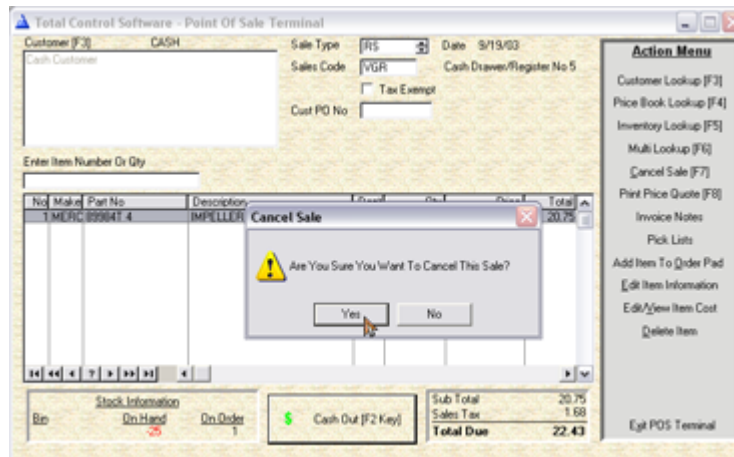 Total Control Software - Point Of Sale Terminal
Customer [F3] CASH
Cash Customer
Sale Type RS Date 9/19/03
Sales Code VGR Cash Drawer/Register No 5
Tax Exempt
Cust PO No
Enter Item Number Or Qty
No Make Part No Description Total
1 MERC 89984T 4 IMPELLER 20.75
Cancel Sale
Are You Sure You Want To Cancel This Sale?
Yes No
Stock Information
Bin On Hand On Order
-25 1
$ Cash Out [F2 Key]
Sub Total 20.75
Sales Tax 1.68
Total Due 22.43
Action Menu
Customer Lookup [F3]
Price Book Lookup [F4]
Inventory Lookup [F5]
Multi Lookup [F6]
Cancel Sale [F7]
Print Price Quote [F8]
Invoice Notes
Pick Lists
Add Item To Order Pad
Edit Item Information
Edit/View Item Cost
Delete Item
Exit POS Terminal